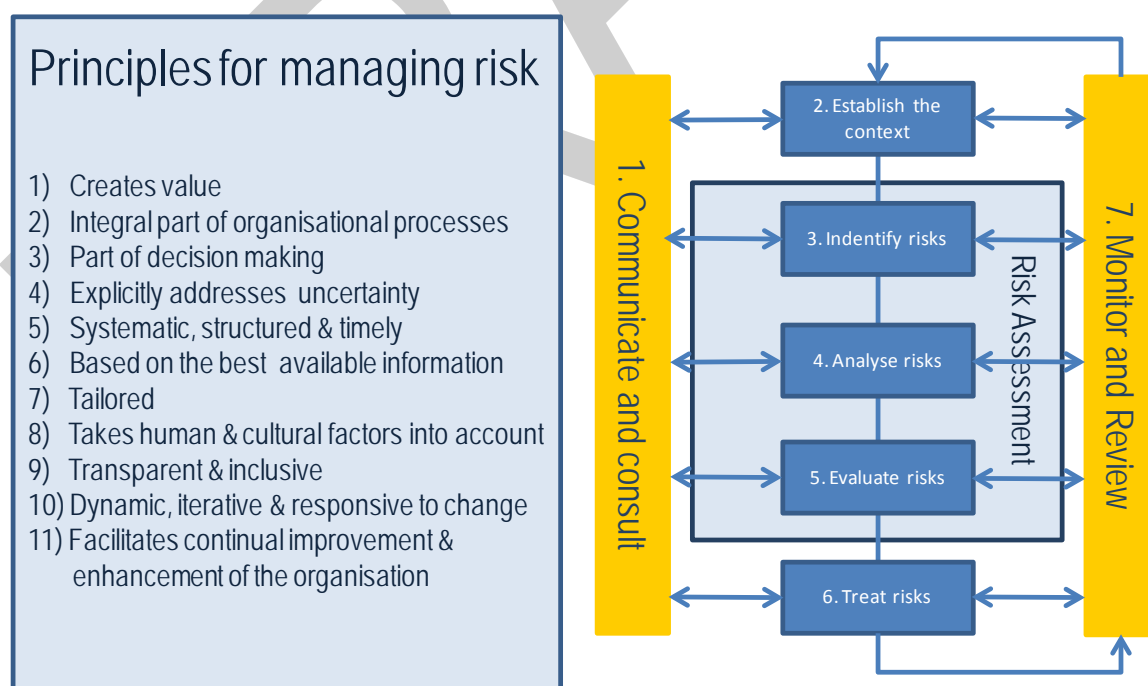 Principles for managing risk
1) Creates value
2) Integral part of organisational processes
3) Part of decision making
4) Explicitly addresses uncertainty
5) Systematic, structured & timely
6) Based on the best available information
7) Tailored
8) Takes human & cultural factors into account
9) Transparent & inclusive
10) Dynamic, iterative & responsive to change
11) Facilitates continual improvement &
enhancement of the organisation
1. Communicate and consult
2. Establish the
context
3. Indentify risks
4. Analyse risks
5. Evaluate risks
Risk Assessment
6. Treat risks
7. Monitor and Review